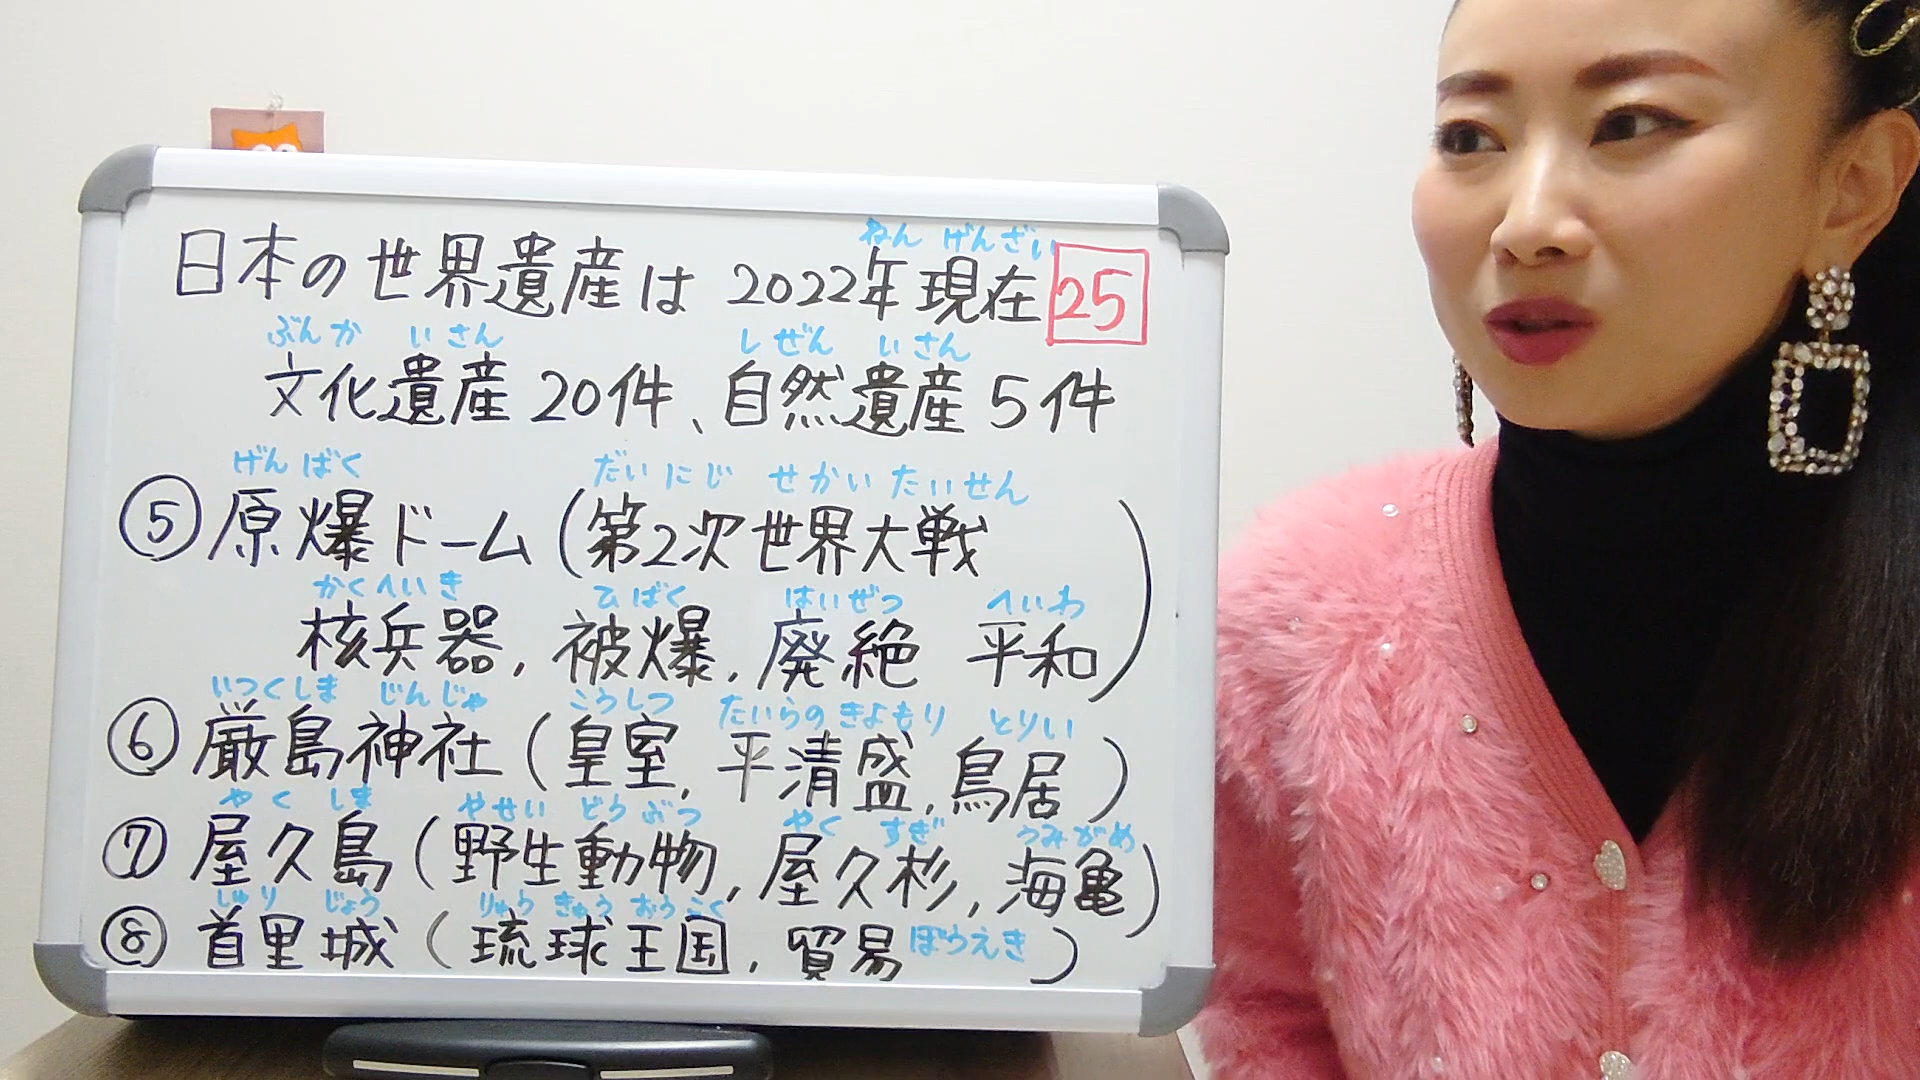 ねん げんざい
日本の世界遺産は 2022年現在 25
ぶんか いさん しぜん いさん
文化遺産 20件、自然遺産 5件
げんばく だいにじ せかい たいせん
⑤ 原爆ドーム (第2次世界大戦
かくへいき ひばく はいぜつ へいわ
核兵器, 被爆, 廃絶 平和)
いつくしま じんじゃ こうしつ たいらの きよもり とりい
⑥ 厳島神社 (皇室, 平清盛, 鳥居)
やく しま やせい どうぶつ やく すぎ うみがめ
⑦ 屋久島 (野生動物, 屋久杉, 海亀)
しゅり じょう りゅう きゅう おうこく
⑧ 首里城 (琉球王国, 貿易 ぼうえき)